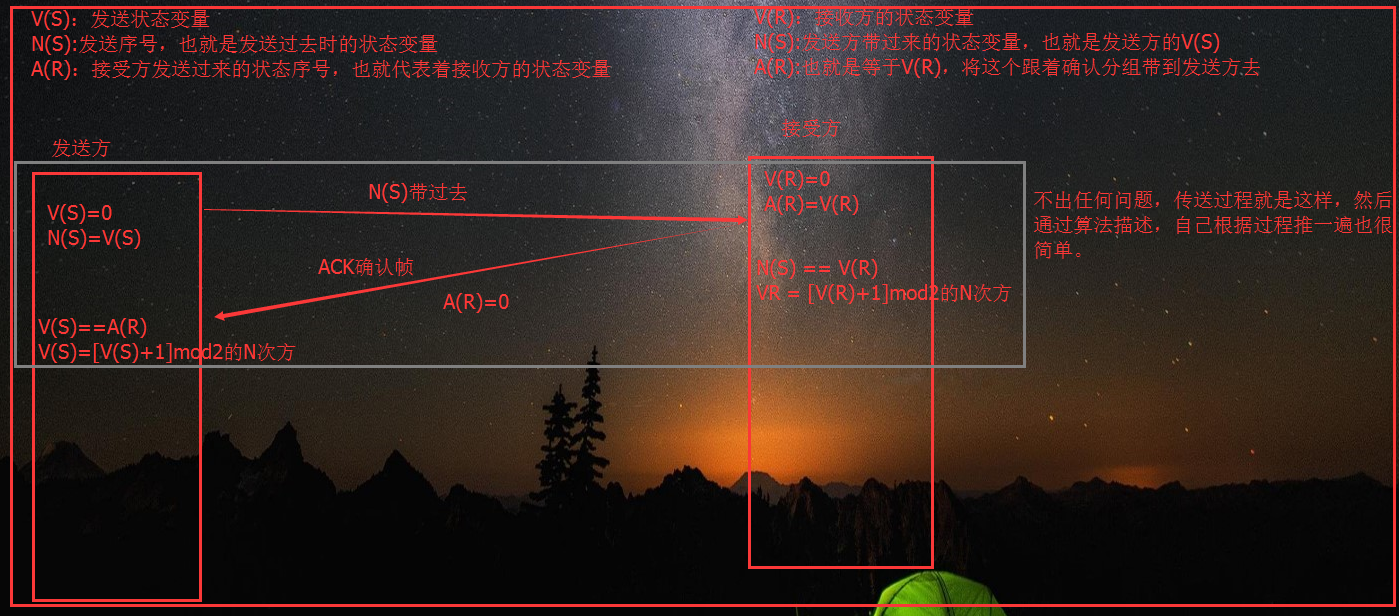 V(S)：发送状态变量
N(S):发送序号，也就是发送过去时的状态变量
A(R)：接受方发送过来的状态序号，也就代表着接收方的状态变量
V(R)：接收方的状态变量
N(S):发送方带过来的状态变量，也就是发送方的V(S)
A(R):也就是等于V(R)，将这个跟着确认分组带到发送方去
发送方
接受方
V(S)=0
N(S)=V(S)
N(S)带过去
V(R)=0
A(R)=V(R)
ACK确认帧
A(R)=0
N(S) == V(R)
VR = [V(R)+1]mod2的N次方
V(S)==A(R)
V(S)=[V(S)+1]mod2的N次方
不出任何问题，传送过程就是这样，然后
通过算法描述，自己根据过程推一遍也很
简单。